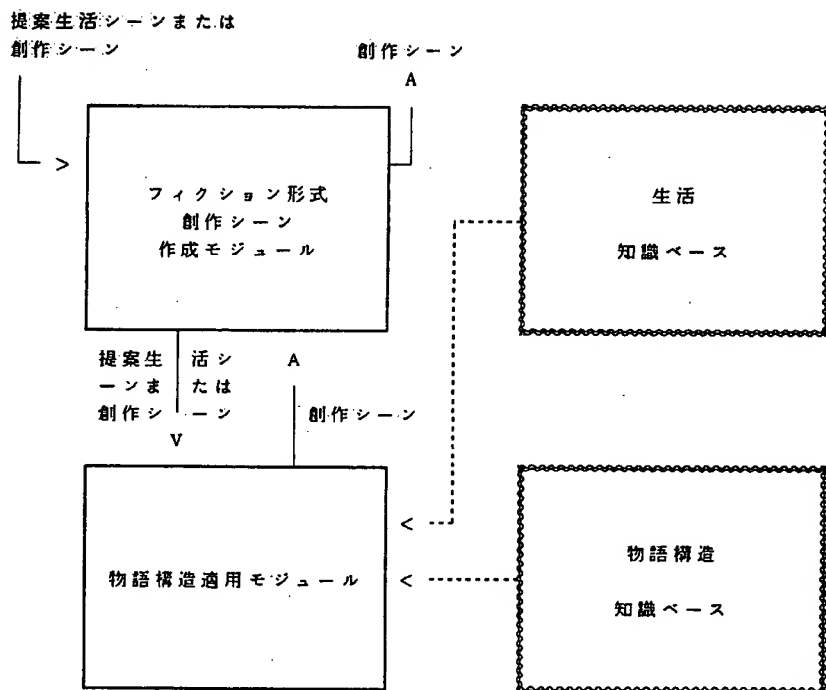 提案生活シーンまたは
創作シーン
創作シーン
A
>
フィクション形式
創作シーン
作成モジュール
生活
知識ベース
提案生活シ
ーンまたは
創作シーン
V
A
創作シーン
<
物語構造適用モジュール
<
物語構造
知識ベース